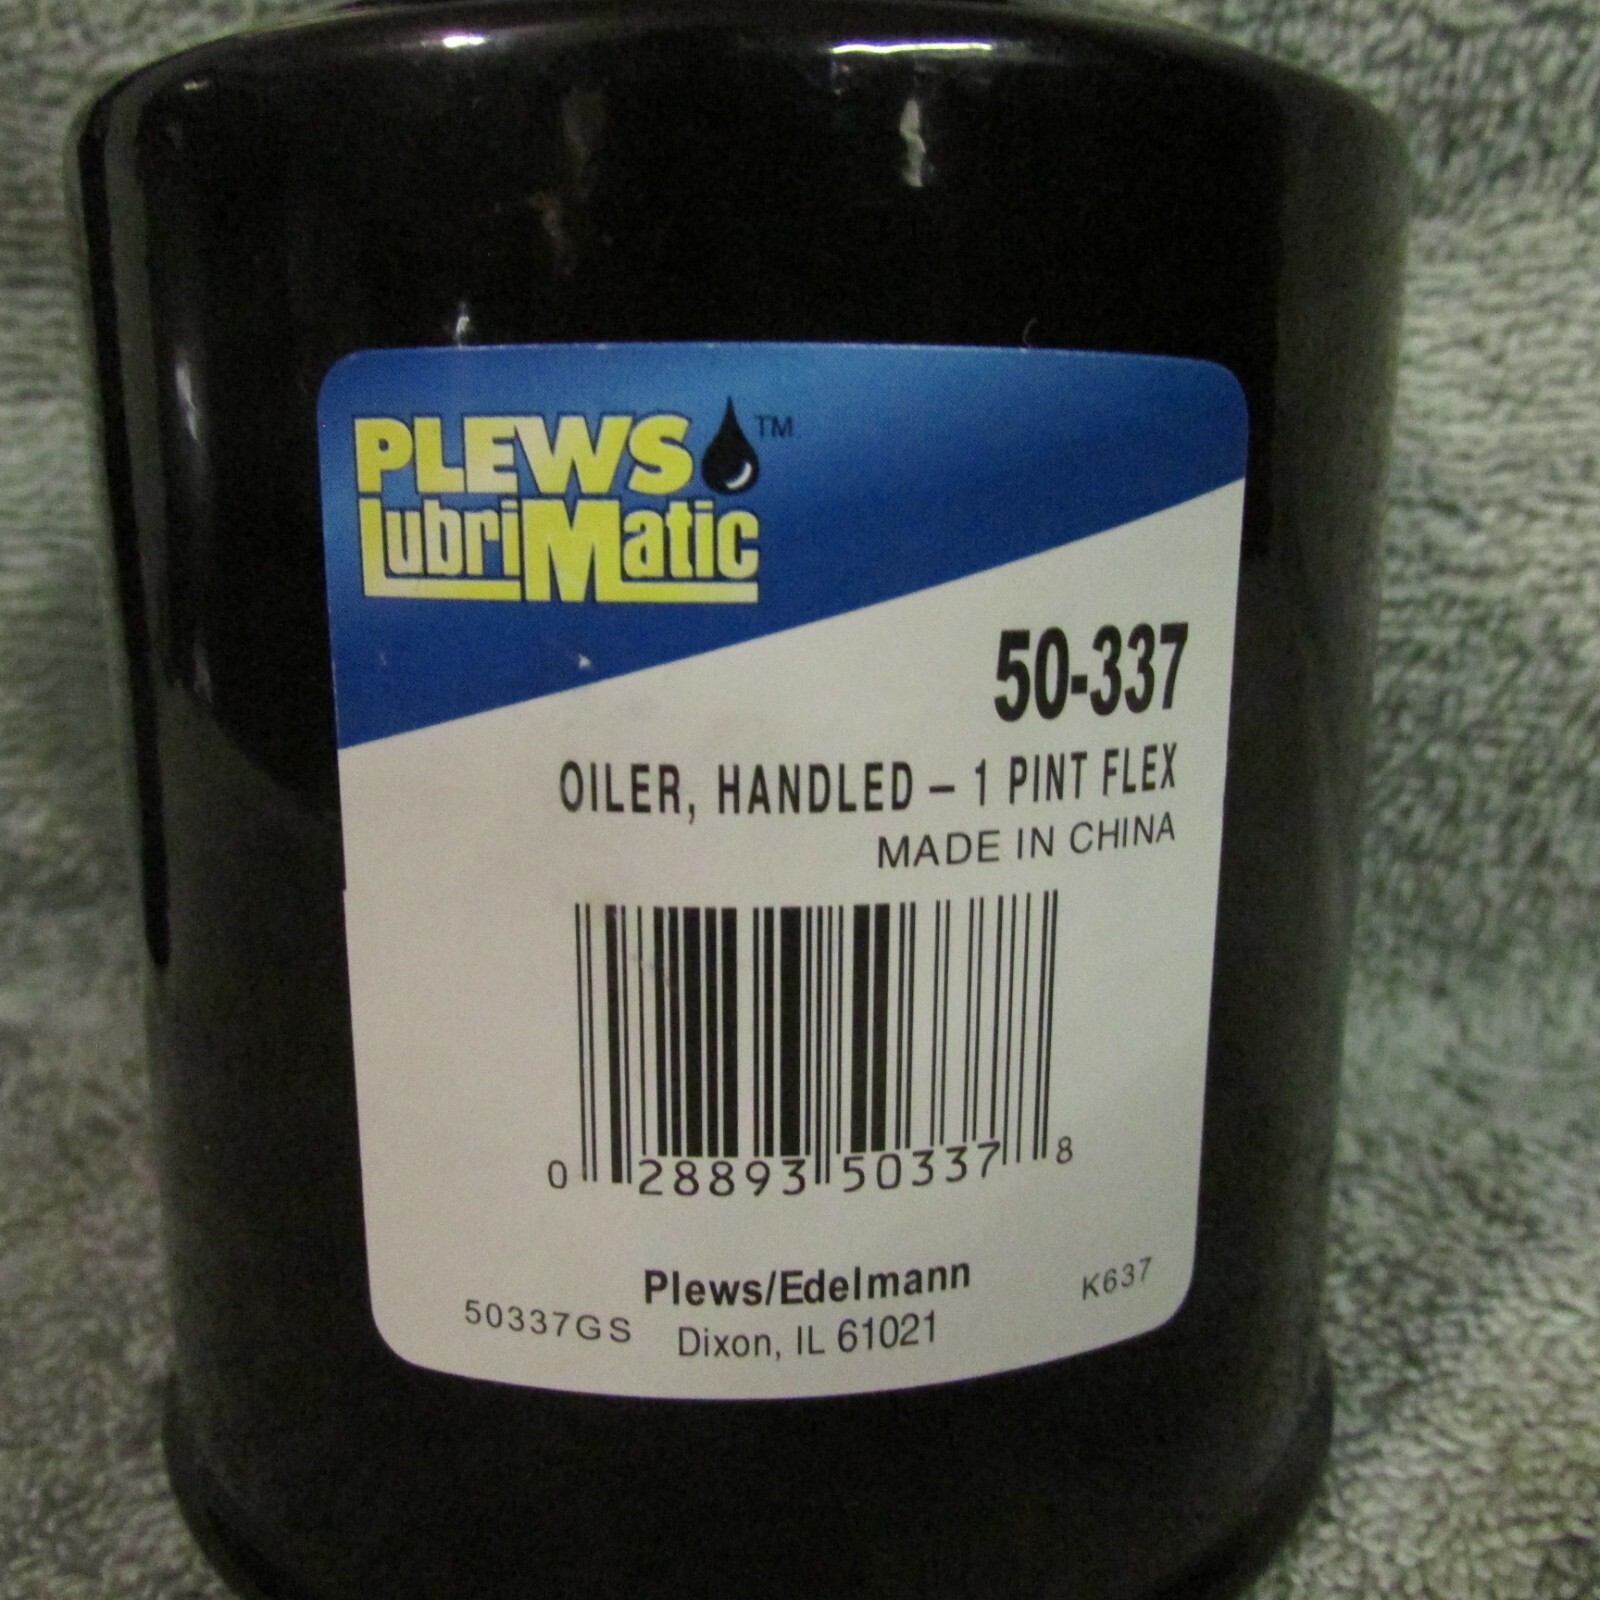 PLEWS TM
LubriMatic
50-337
OILER, HANDLED – 1 PINT FLEX
MADE IN CHINA
0 28893 50337 8
Plews/Edelmann
50337GS Dixon, IL 61021 K637